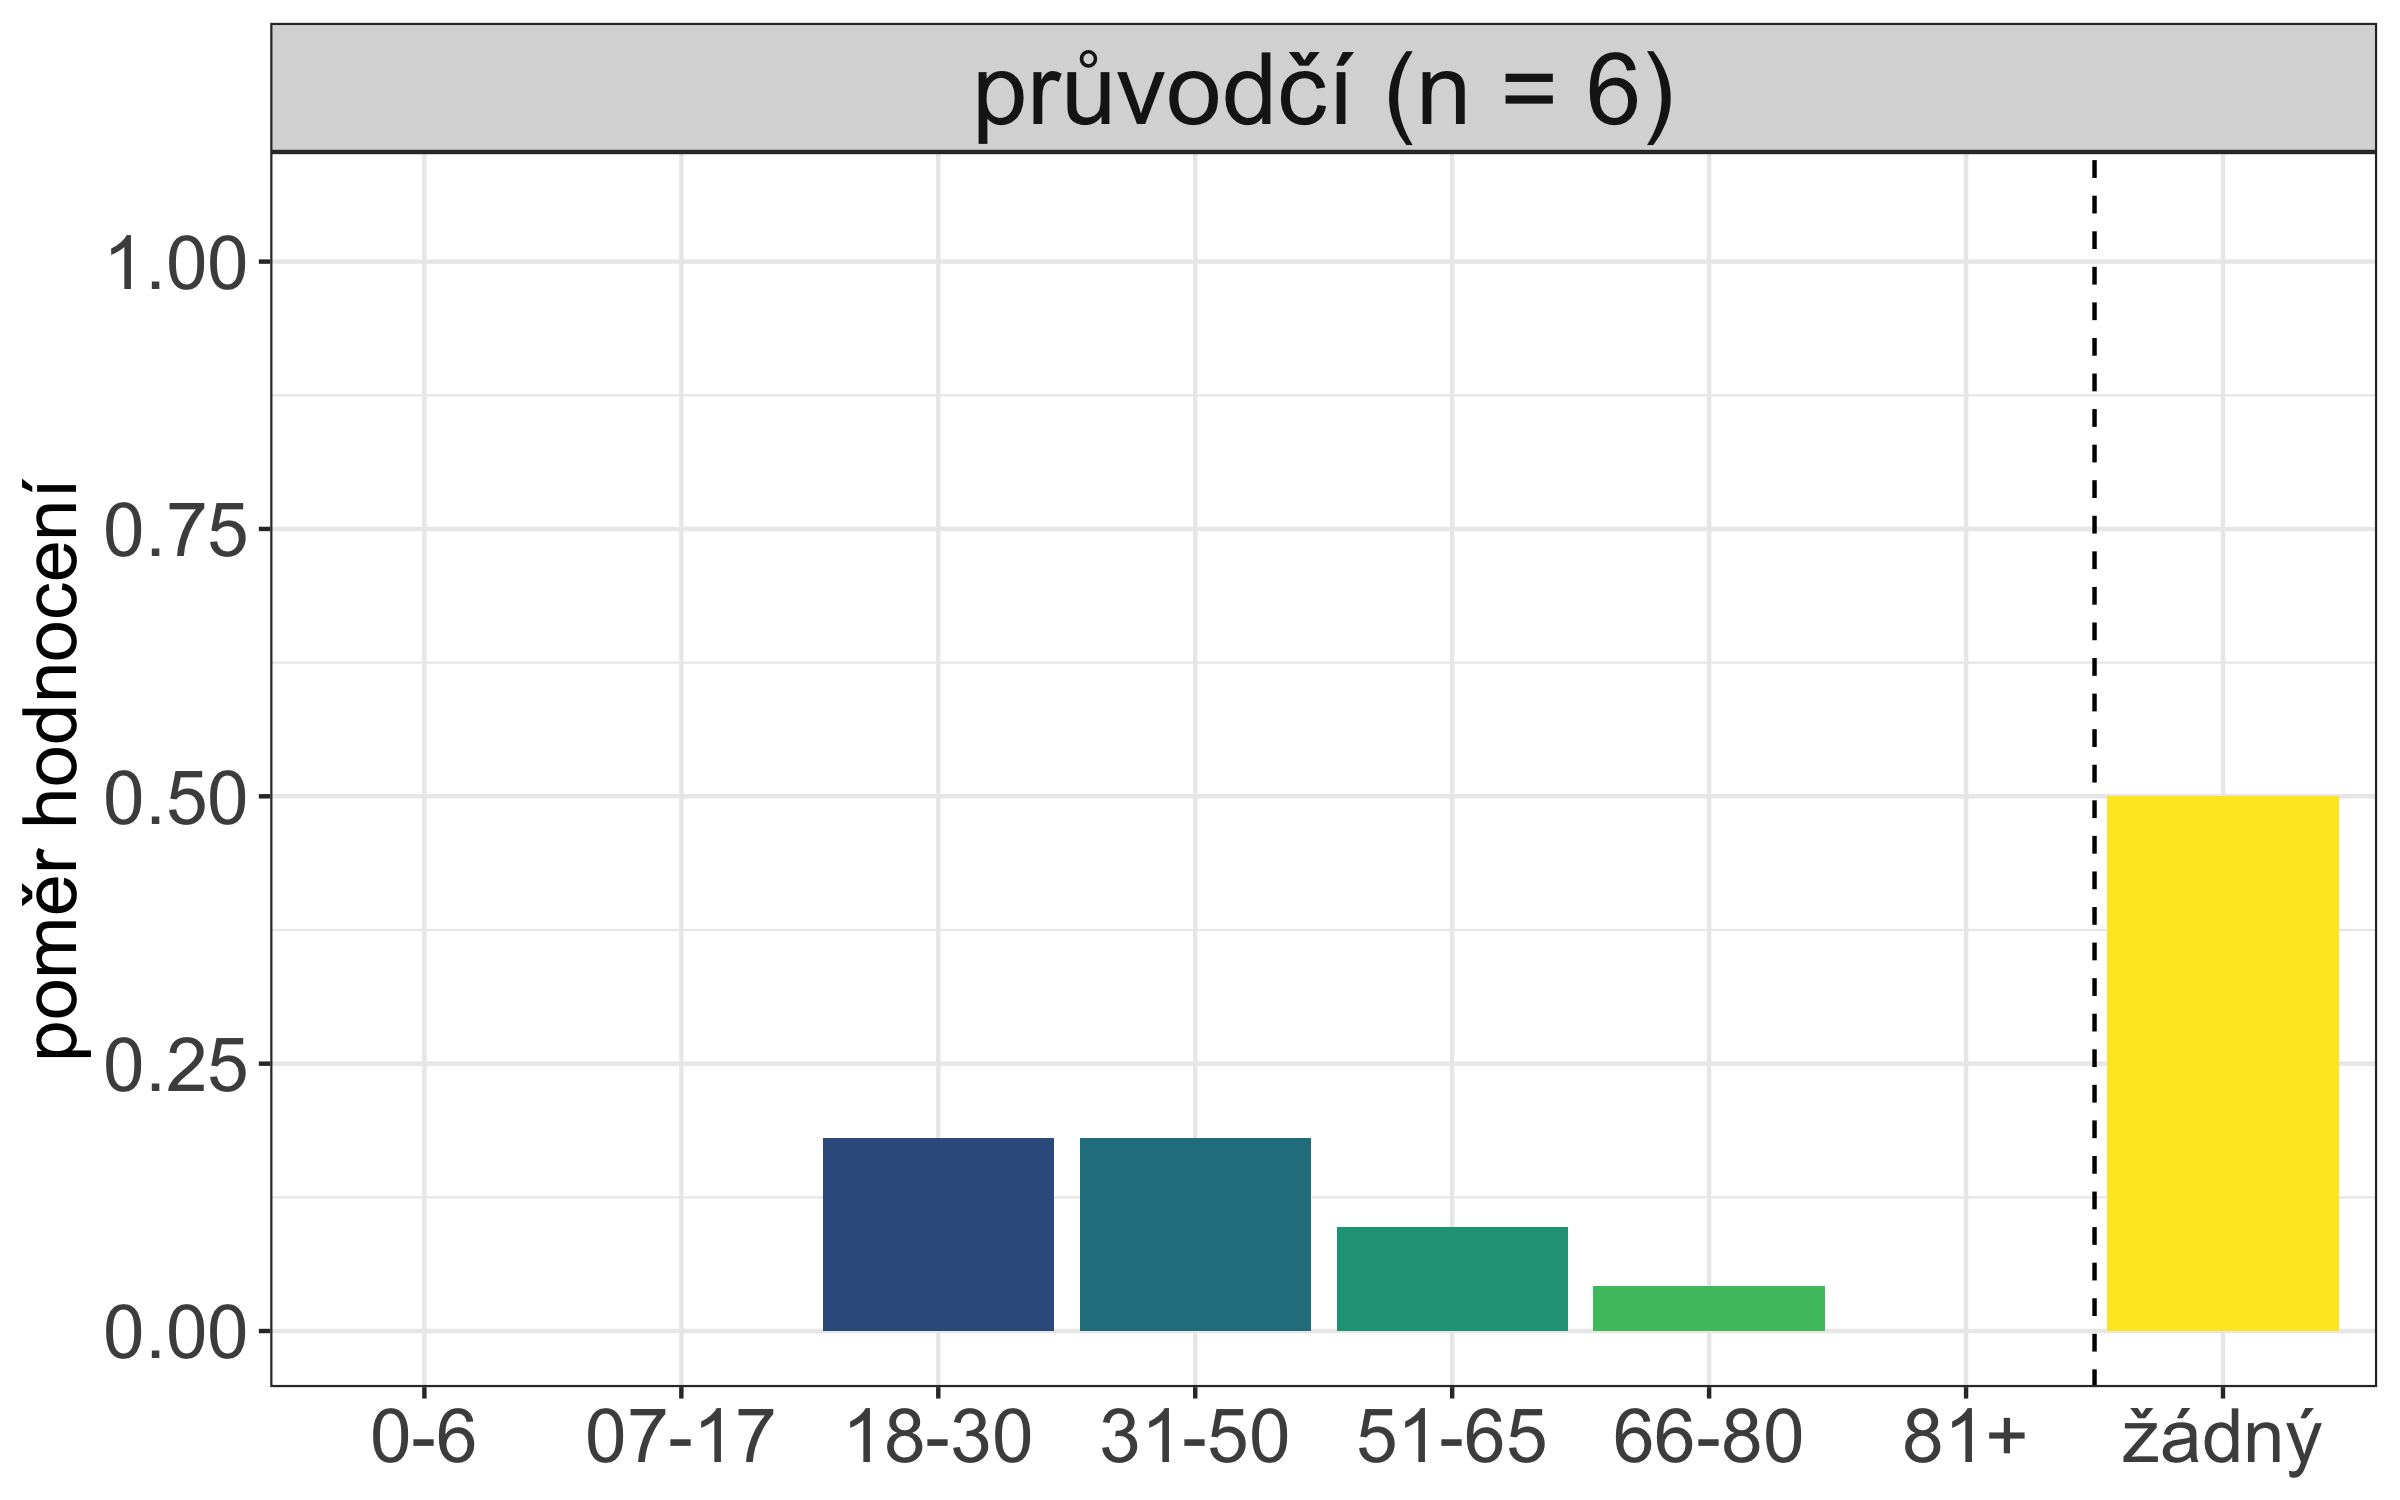 průvodčí (n = 6)
poměr hodnocení
1.00
0.75
0.50
0.25
0.00
0-6 07-17 18-30 31-50 51-65 66-80 81+ žádný